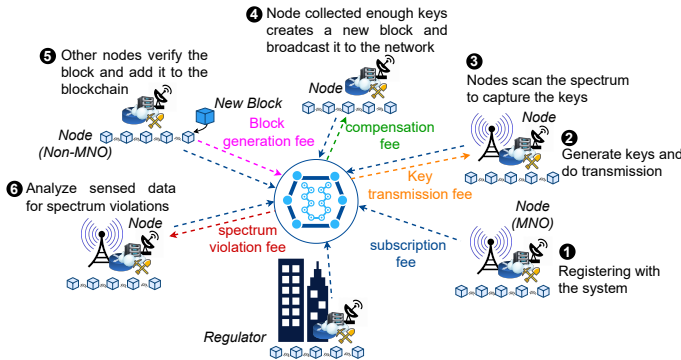 4 Node collected enough keys
creates a new block and
broadcast it to the network
5 Other nodes verify the
block and add it to the
blockchain
3
Nodes scan the spectrum
to capture the keys
Node
New Block
Node
Node
(Non-MNO)
Block
generation fee
compensation
fee
2
Generate keys and
do transmission
Key
transmission fee
6 Analyze sensed data
for spectrum violations
Node
Node
(MNO)
spectrum
violation fee
subscription
fee
1
Registering with
the system
Regulator